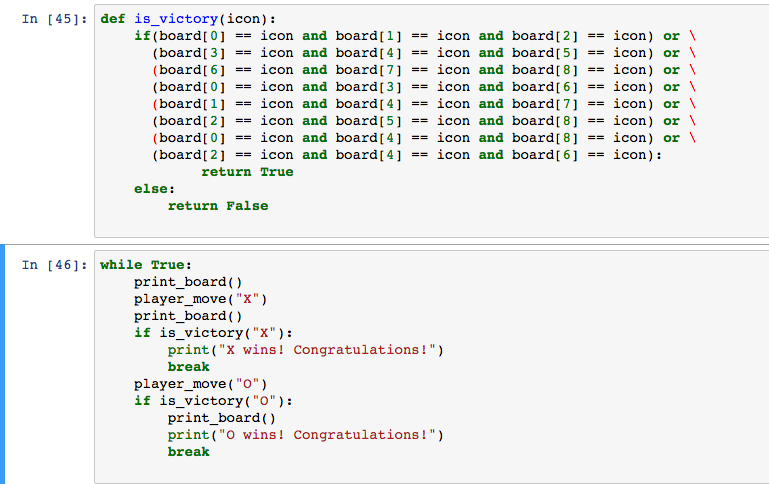 In [45]: def is_victory(icon):
    if(board[0] == icon and board[1] == icon and board[2] == icon) or \
      (board[3] == icon and board[4] == icon and board[5] == icon) or \
      (board[6] == icon and board[7] == icon and board[8] == icon) or \
      (board[0] == icon and board[3] == icon and board[6] == icon) or \
      (board[1] == icon and board[4] == icon and board[7] == icon) or \
      (board[2] == icon and board[5] == icon and board[8] == icon) or \
      (board[0] == icon and board[4] == icon and board[8] == icon) or \
      (board[2] == icon and board[4] == icon and board[6] == icon):
            return True
    else:
        return False
In [46]: while True:
    print_board()
    player_move("X")
    print_board()
    if is_victory("X"):
        print("X wins! Congratulations!")
        break
    player_move("O")
    if is_victory("O"):
        print_board()
        print("O wins! Congratulations!")
        break